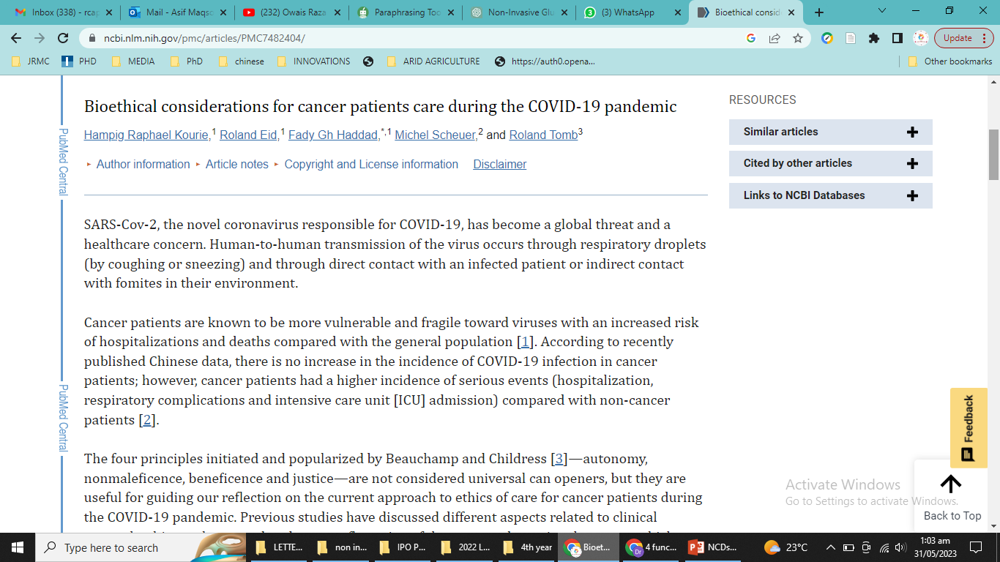 Inbox (338) - rcap
Mail - Asif Maqs
(232) Owais Raza
Paraphrasing Too
Non-Invasive Glu
(3) WhatsApp
Bioethical consid
ncbi.nlm.nih.gov/pmc/articles/PMC7482404/
Update
JRMC
PHD
MEDIA
PhD
chinese
INNOVATIONS
ARID AGRICULTURE
https://auth0.opena...
Other bookmarks
PubMed Central
PubMed Central
Bioethical considerations for cancer patients care during the COVID-19 pandemic
Hampig Raphael Kourie,1 Roland Eid,1 Fady Gh Haddad,*,1 Michel Scheuer,2 and Roland Tomb3
Author information Article notes Copyright and License information Disclaimer
SARS-Cov-2, the novel coronavirus responsible for COVID-19, has become a global threat and a
healthcare concern. Human-to-human transmission of the virus occurs through respiratory droplets
(by coughing or sneezing) and through direct contact with an infected patient or indirect contact
with fomites in their environment.
Cancer patients are known to be more vulnerable and fragile toward viruses with an increased risk
of hospitalizations and deaths compared with the general population [1]. According to recently
published Chinese data, there is no increase in the incidence of COVID-19 infection in cancer
patients; however, cancer patients had a higher incidence of serious events (hospitalization,
respiratory complications and intensive care unit [ICU] admission) compared with non-cancer
patients [2].
The four principles initiated and popularized by Beauchamp and Childress [3]—autonomy,
nonmaleficence, beneficence and justice—are not considered universal can openers, but they are
useful for guiding our reflection on the current approach to ethics of care for cancer patients during
the COVID-19 pandemic. Previous studies have discussed different aspects related to clinical
RESOURCES
Similar articles
Cited by other articles
Links to NCBI Databases
Feedback
Activate Windows
Go to Settings to activate Windows.
Back to Top
Type here to search
LETTE...
non in...
IPO P...
2022 L...
4th year
Bioet...
4 func...
NCDs...
23°C
1:03 am
31/05/2023